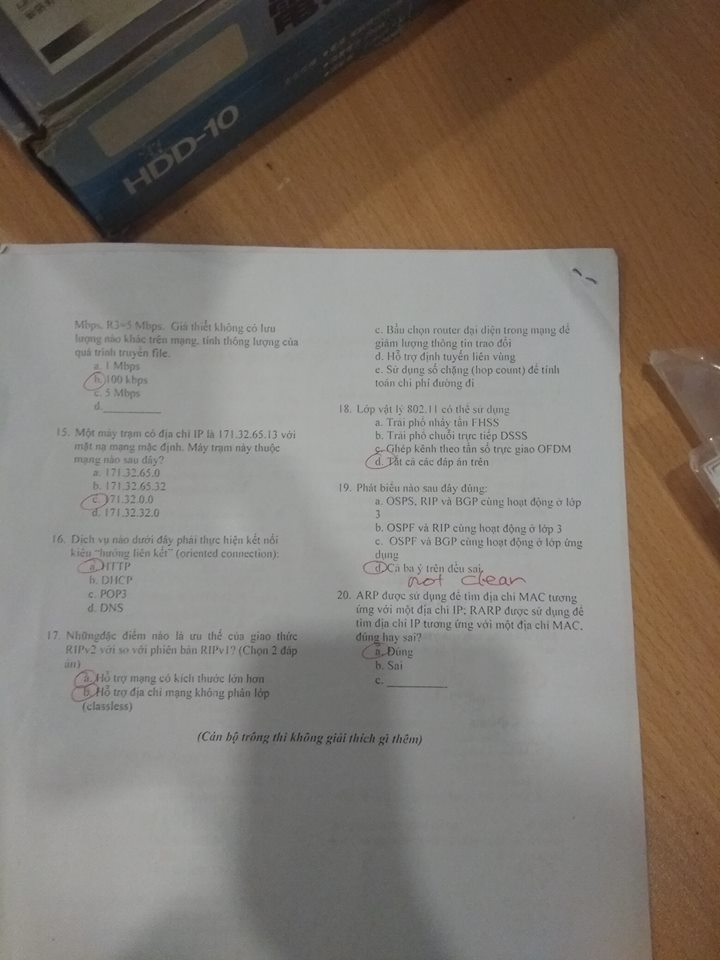 HDD-10
Mbps, R3=5 Mbps. Giả thiết không có lưu
lượng nào khác trên mạng, tính thông lượng của
quá trình truyền file.
a. 1 Mbps
b. 100 kbps
c. 5 Mbps
d.__________
15. Một máy trạm có địa chỉ IP là 171.32.65.13 với
mặt nạ mạng mặc định. Máy trạm này thuộc
mạng nào sau đây?
a. 171.32.65.0
b. 171.32.65.32
c. 171.32.0.0
d. 171.32.32.0
16. Dịch vụ nào dưới đây phải thực hiện kết nối
kiểu “hướng liên kết” (oriented connection):
a. HTTP
b. DHCP
c. POP3
d. DNS
17. Nhữngđặc điểm nào là ưu thế của giao thức
RIPv2 với so với phiên bản RIPv1? (Chọn 2 đáp
án)
a. Hỗ trợ mạng có kích thước lớn hơn
b. Hỗ trợ địa chỉ mạng không phân lớp
(classless)
c. Bầu chọn router đại diện trong mạng để
giảm lượng thông tin trao đổi
d. Hỗ trợ định tuyến liên vùng
e. Sử dụng số chặng (hop count) để tính
toán chi phí đường đi
18. Lớp vật lý 802.11 có thể sử dụng
a. Trải phổ nhảy tần FHSS
b. Trải phổ chuỗi trực tiếp DSSS
c. Ghép kênh theo tần số trực giao OFDM
d. Tất cả các đáp án trên
19. Phát biểu nào sau đây đúng:
a. OSPS, RIP và BGP cùng hoạt động ở lớp
3
b. OSPF và RIP cùng hoạt động ở lớp 3
c. OSPF và BGP cùng hoạt động ở lớp ứng
dụng
d. Cả ba ý trên đều sai.
not clear
20. ARP được sử dụng để tìm địa chỉ MAC tương
ứng với một địa chỉ IP; RARP được sử dụng để
tìm địa chỉ IP tương ứng với một địa chỉ MAC,
đúng hay sai?
a. Đúng
b. Sai
c. __________
(Cán bộ trông thi không giải thích gì thêm)